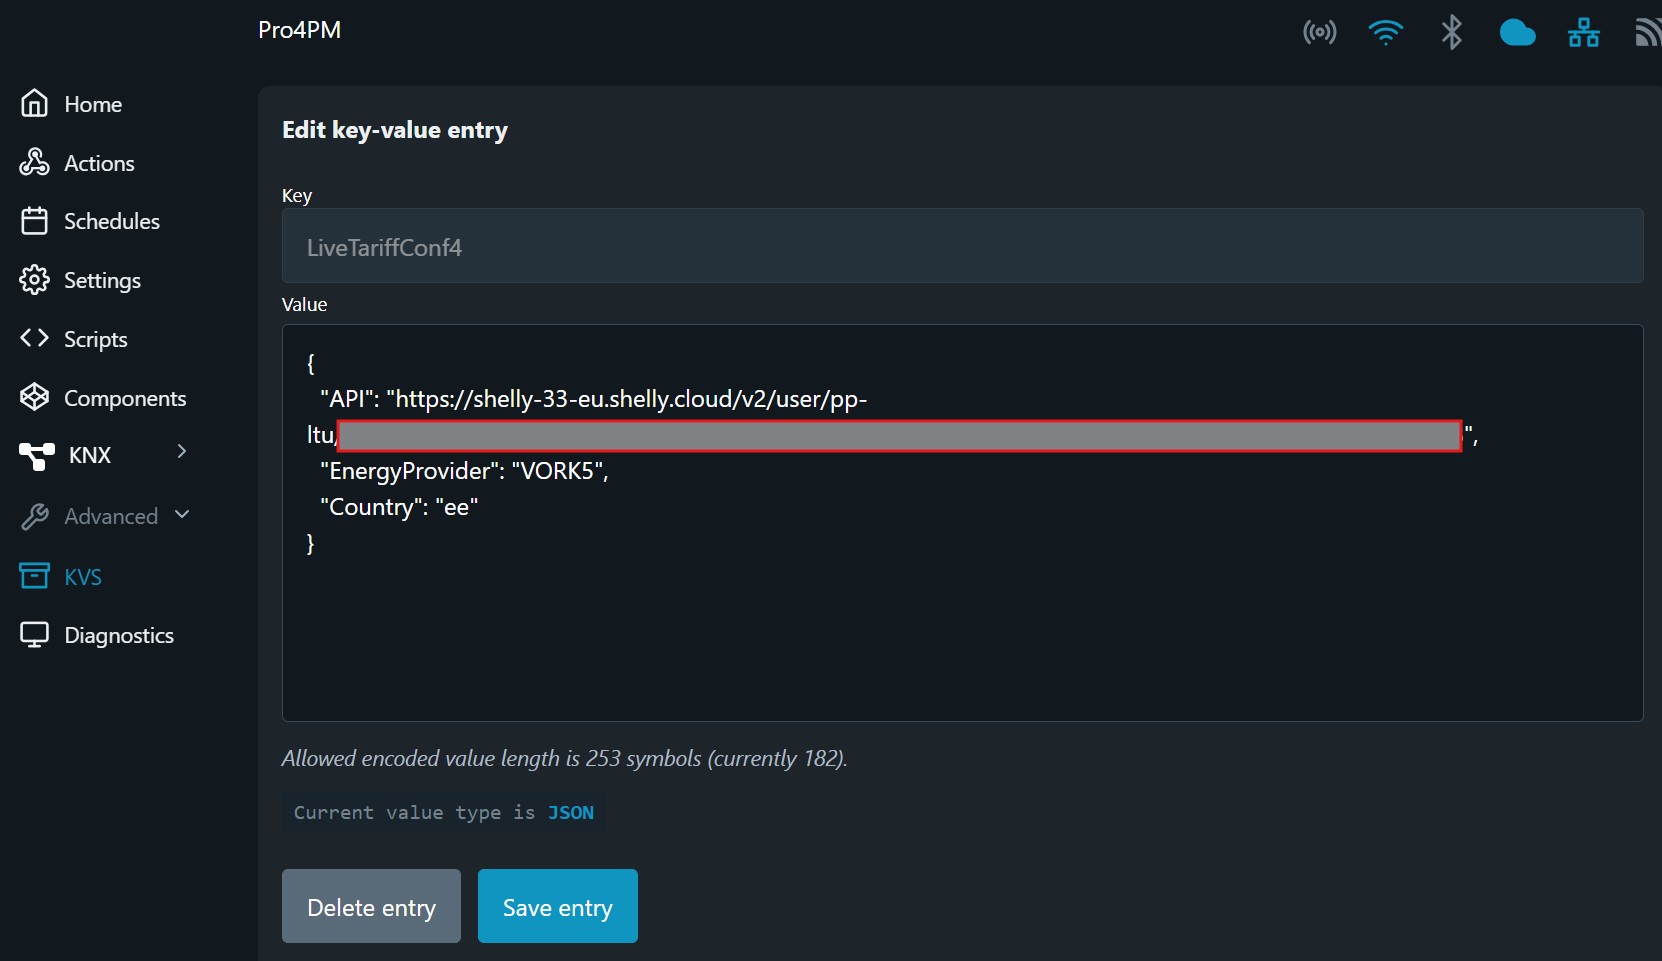 Pro4PM
Home
Actions
Schedules
Settings
Scripts
Components
KNX
Advanced
KVS
Diagnostics
Edit key-value entry
Key
LiveTariffConf4
Value
{
"API": "https://shelly-33-eu.shelly.cloud/v2/user/pp-
ltu/",
"EnergyProvider": "VORK5",
"Country": "ee"
}
Allowed encoded value length is 253 symbols (currently 182).
Current value type is JSON
Delete entry
Save entry